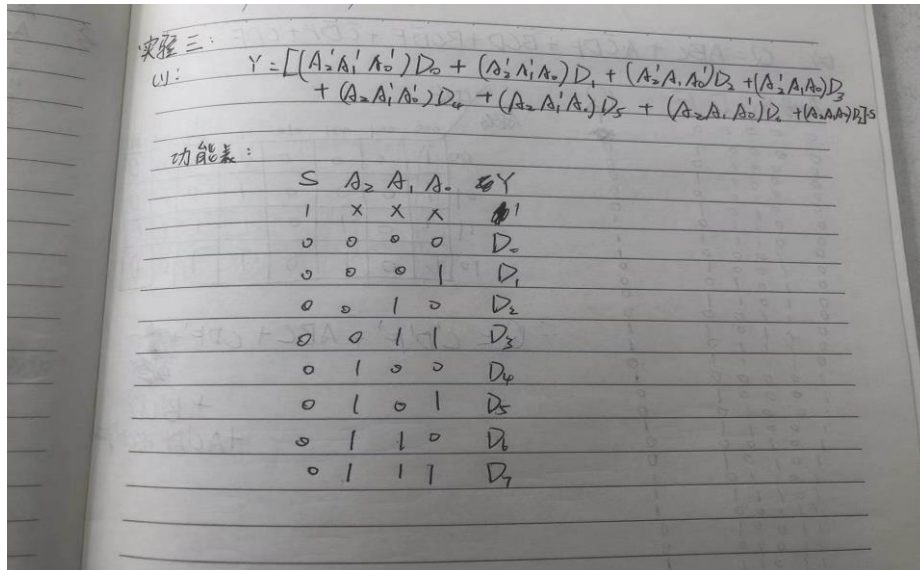 实验三:
(1): Y=[(A₂'A₁'A₀')D₀ + (A₂'A₁'A₀)D₁ + (A₂'A₁A₀')D₂ + (A₂'A₁A₀)D₃
+ (A₂A₁'A₀')D₄ + (A₂A₁'A₀)D₅ + (A₂A₁A₀')D₆ + (A₂A₁A₀)D₇]·S
功能表:
S A₂ A₁ A₀ Y
1 × × × 1
0 0 0 0 D₀
0 0 0 1 D₁
0 0 1 0 D₂
0 0 1 1 D₃
0 1 0 0 D₄
0 1 0 1 D₅
0 1 1 0 D₆
0 1 1 1 D₇